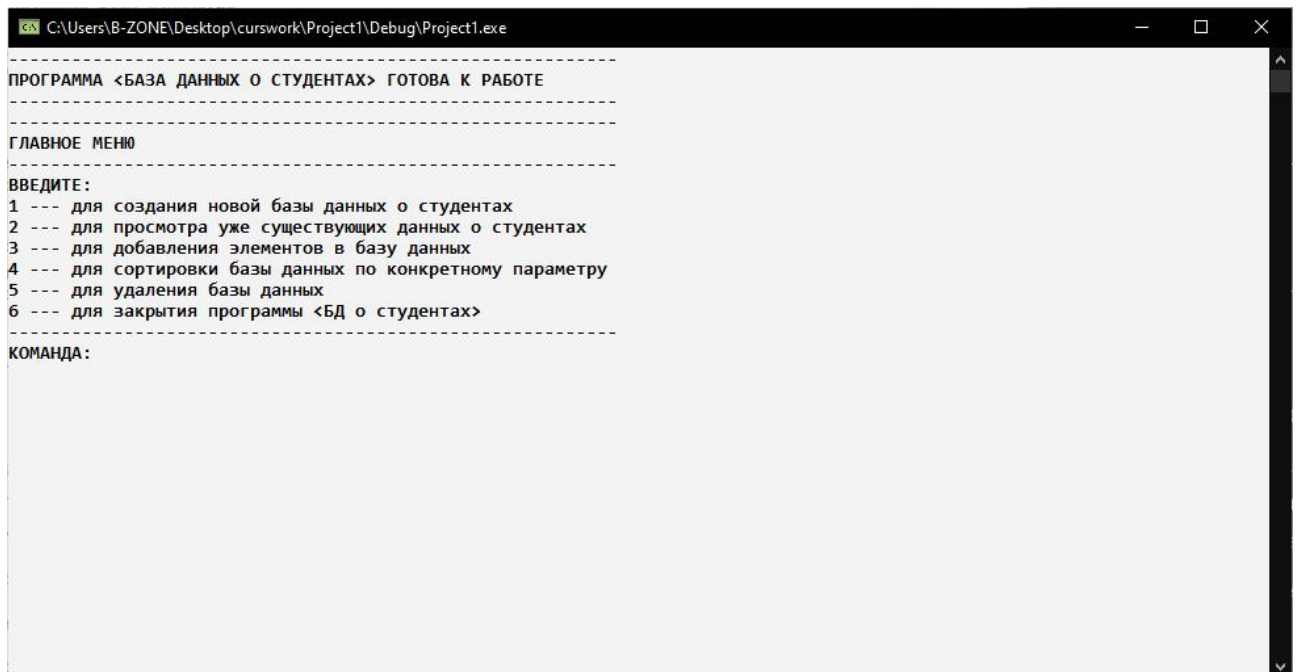 C:\Users\B-ZONE\Desktop\curswork\Project1\Debug\Project1.exe
----------------------------------------------------------
ПРОГРАММА <БАЗА ДАННЫХ О СТУДЕНТАХ> ГОТОВА К РАБОТЕ
----------------------------------------------------------
----------------------------------------------------------
ГЛАВНОЕ МЕНЮ
----------------------------------------------------------
ВВЕДИТЕ:
1 --- для создания новой базы данных о студентах
2 --- для просмотра уже существующих данных о студентах
3 --- для добавления элементов в базу данных
4 --- для сортировки базы данных по конкретному параметру
5 --- для удаления базы данных
6 --- для закрытия программы <БД о студентах>
----------------------------------------------------------
КОМАНДА: